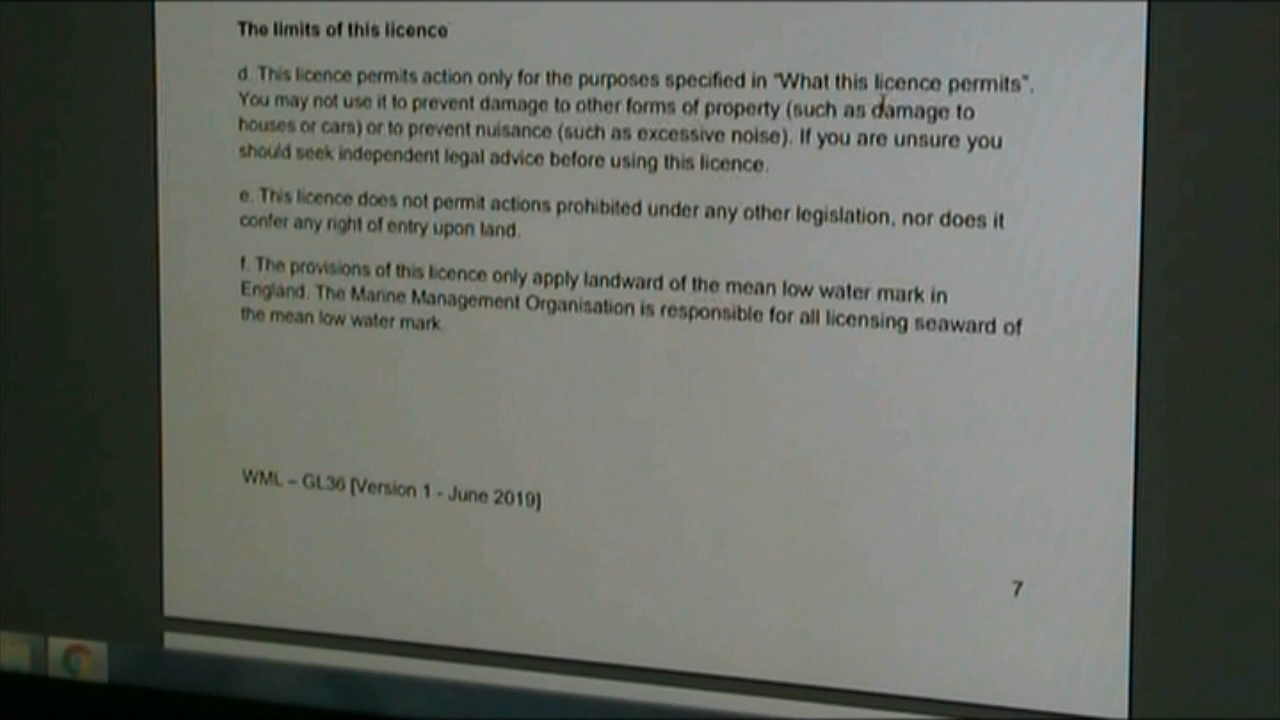 The limits of this licence
d. This licence permits action only for the purposes specified in "What this licence permits".
You may not use it to prevent damage to other forms of property (such as damage to
houses or cars) or to prevent nuisance (such as excessive noise). If you are unsure you
should seek independent legal advice before using this licence.
e. This licence does not permit actions prohibited under any other legislation, nor does it
confer any right of entry upon land.
f. The provisions of this licence only apply landward of the mean low water mark in
England. The Marine Management Organisation is responsible for all licensing seaward of
the mean low water mark.
WML – GL36 [Version 1 - June 2019]
7